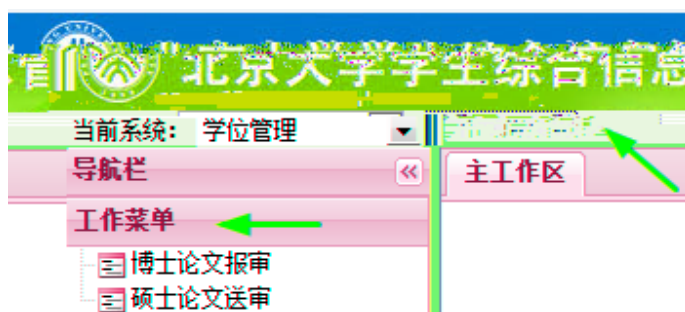 北京大学学生综合信息
当前系统： 学位管理
导航栏
主工作区
工作菜单
博士论文报审
硕士论文送审